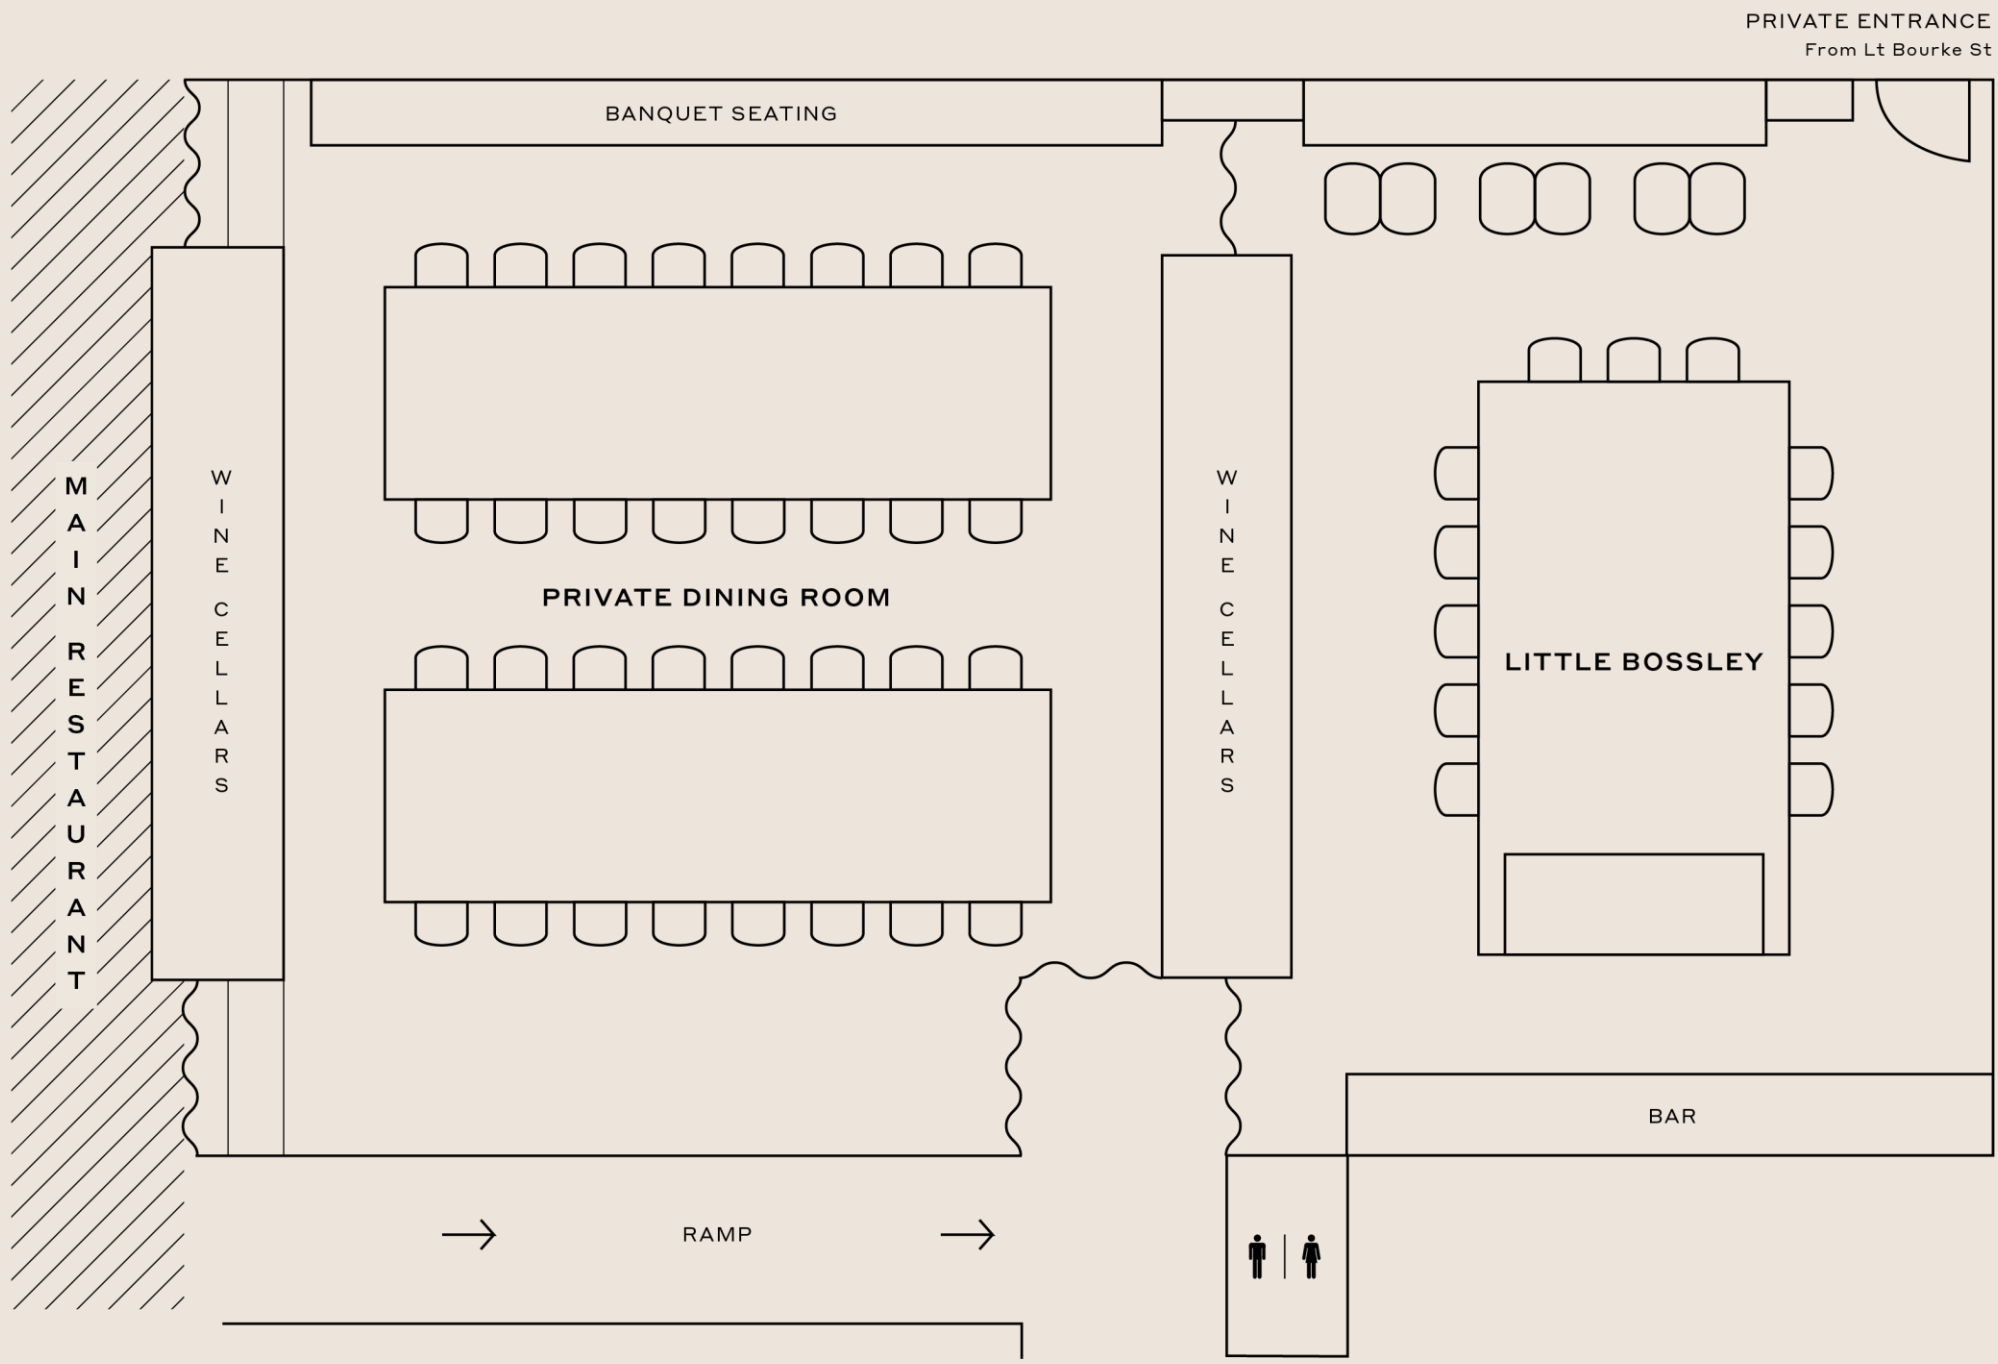 PRIVATE ENTRANCE
From Lt Bourke St
BANQUET SEATING
MAIN RESTAURANT
WINE CELLARS
PRIVATE DINING ROOM
WINE CELLARS
LITTLE BOSSLEY
BAR
RAMP